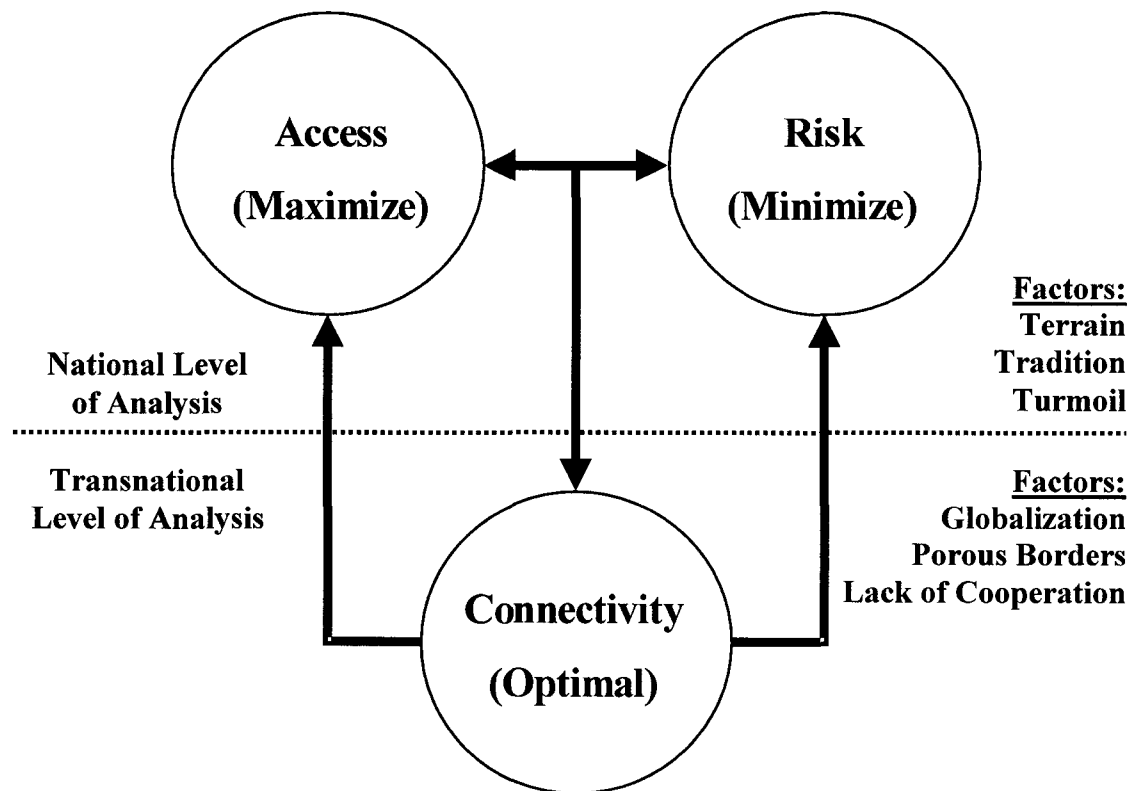 Access
(Maximize)
Risk
(Minimize)
National Level
of Analysis
Factors:
Terrain
Tradition
Turmoil
Transnational
Level of Analysis
Factors:
Globalization
Porous Borders
Lack of Cooperation
Connectivity
(Optimal)